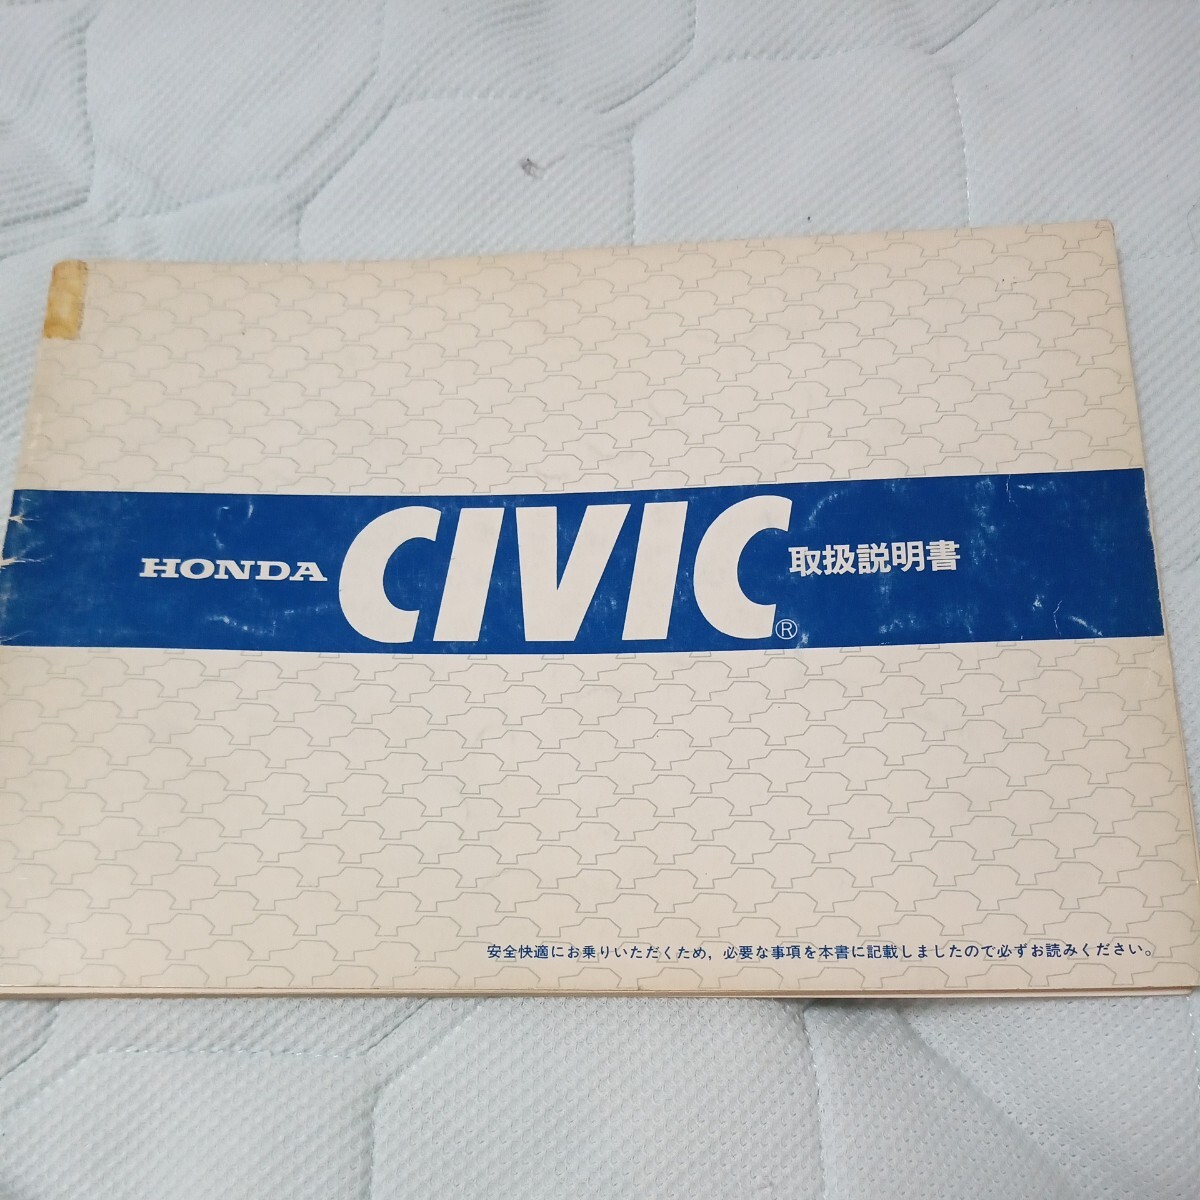 HONDA CIVIC® 取扱説明書
安全快適にお乗りいただくため，必要な事項を本書に記載しましたので必ずお読みください。